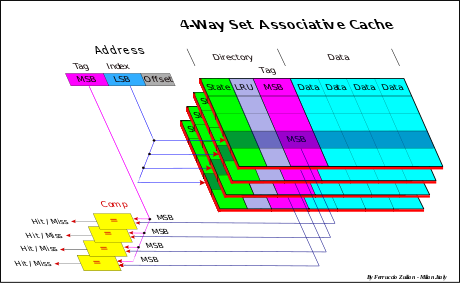 4-Way Set Associative Cache
Address
Directory
Data
Tag
Index
MSB
LSB
Offset
Tag
State
LRU
MSB
Data
Data
Data
Data
S
S
S
MSB
Comp
=
MSB
Hit / Miss
=
MSB
Hit / Miss
=
MSB
Hit / Miss
=
MSB
Hit / Miss
By Ferruccio Zulian - Milan.Italy